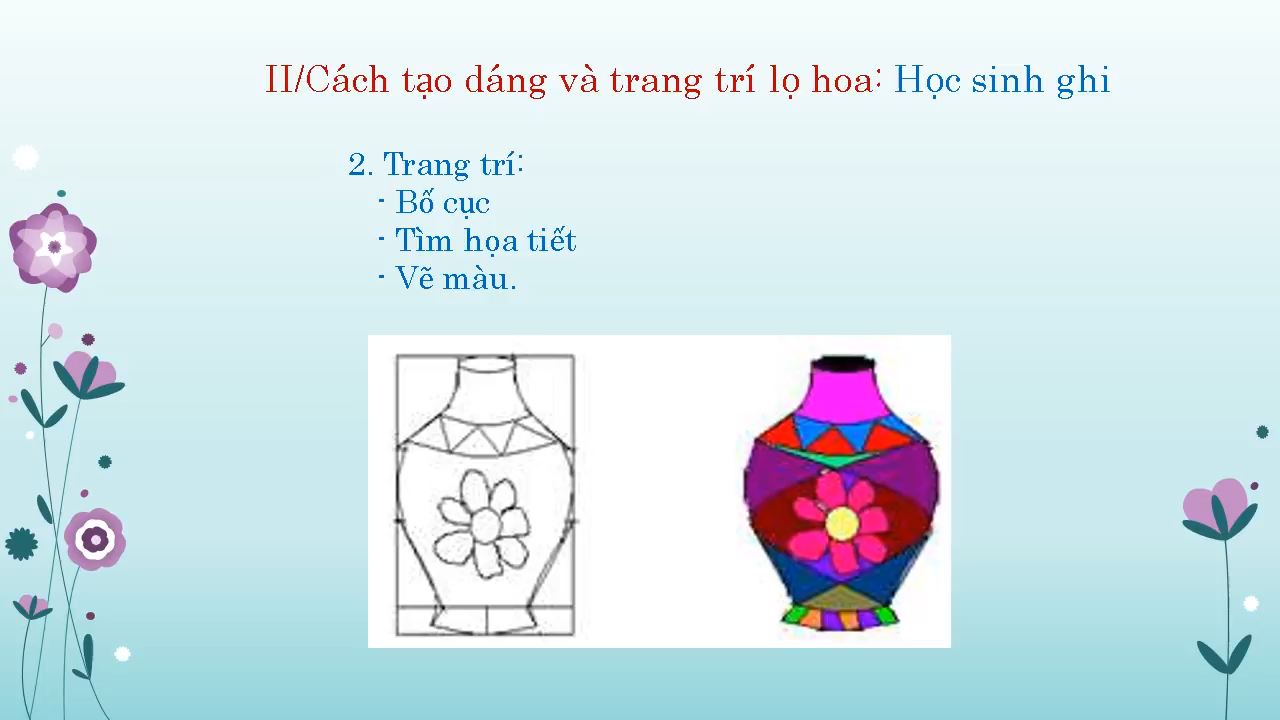 II/Cách tạo dáng và trang trí lọ hoa: Học sinh ghi
2. Trang trí:
- Bố cục
- Tìm họa tiết
- Vẽ màu.